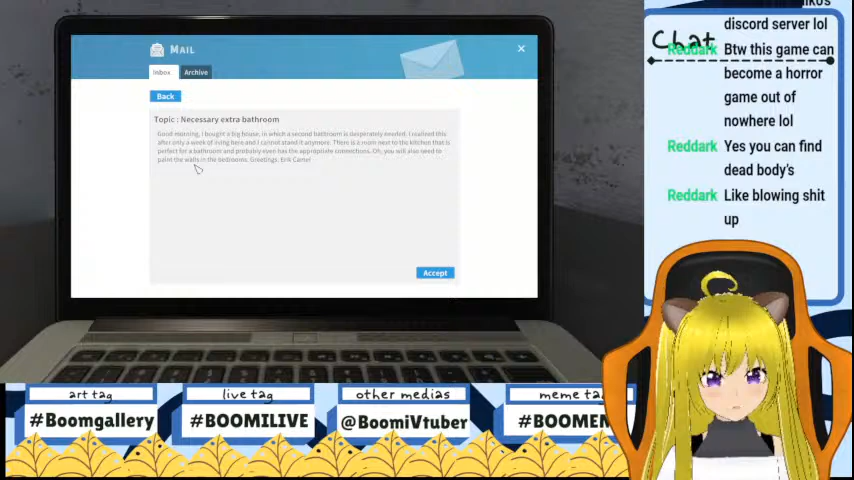 MAIL
Inbox
Archive
Back
Topic : Necessary extra bathroom
Good morning, I bought a big house, in which a second bathroom is desperately needed. I realised this
after only a week of living here and I cannot stand it anymore. There is a room next to the kitchen that is
perfect for a bathroom and probably even has the appropriate connections. Oh, you will also need to
paint the walls in the bedrooms. Greetings, Erik Carnel
Accept
Chat
discord server lol
Reddark Btw this game can
become a horror
game out of
nowhere lol
Reddark Yes you can find
dead body's
Reddark Like blowing shit
up
art tag
#Boomgallery
live tag
#BOOMILIVE
other medias
@BoomiVtuber
meme ta
#BOOMEM